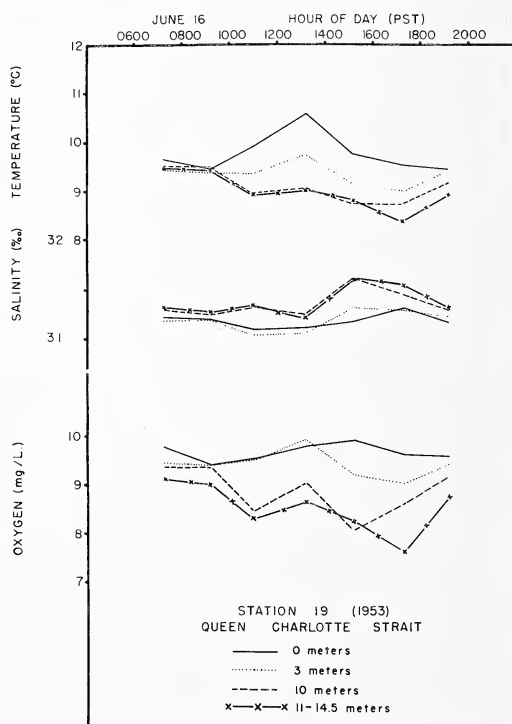 JUNE 16 HOUR OF DAY (PST)
0600 0800 1000 1200 1400 1600 1800 2000
12
11
10
9
32 8
31
10
9
8
7
TEMPERATURE (°C)
SALINITY (‰)
OXYGEN (mg/L.)
STATION 19 (1953)
QUEEN CHARLOTTE STRAIT
0 meters
3 meters
10 meters
11-14.5 meters